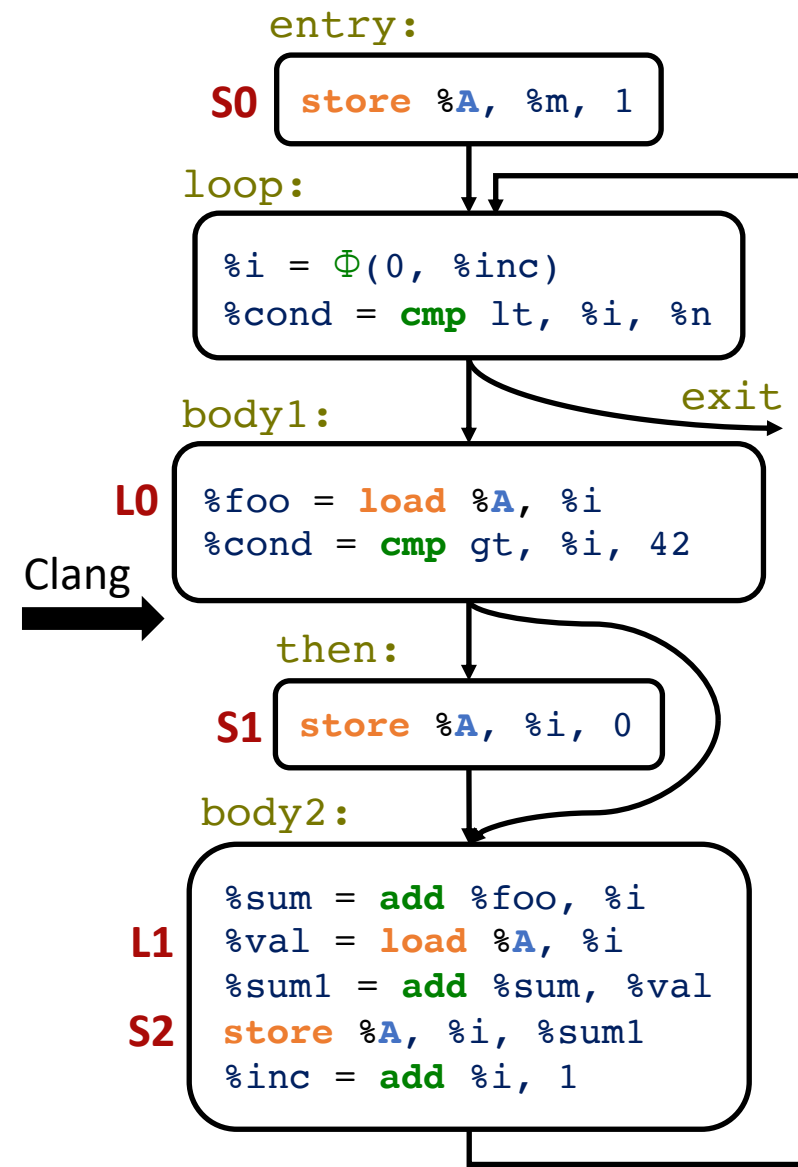 entry:
S0 store %A, %m, 1
loop:
%i = Φ(0, %inc)
%cond = cmp lt, %i, %n
exit
body1:
L0 %foo = load %A, %i
%cond = cmp gt, %i, 42
Clang
then:
S1 store %A, %i, 0
body2:
%sum = add %foo, %i
L1 %val = load %A, %i
%sum1 = add %sum, %val
S2 store %A, %i, %sum1
%inc = add %i, 1